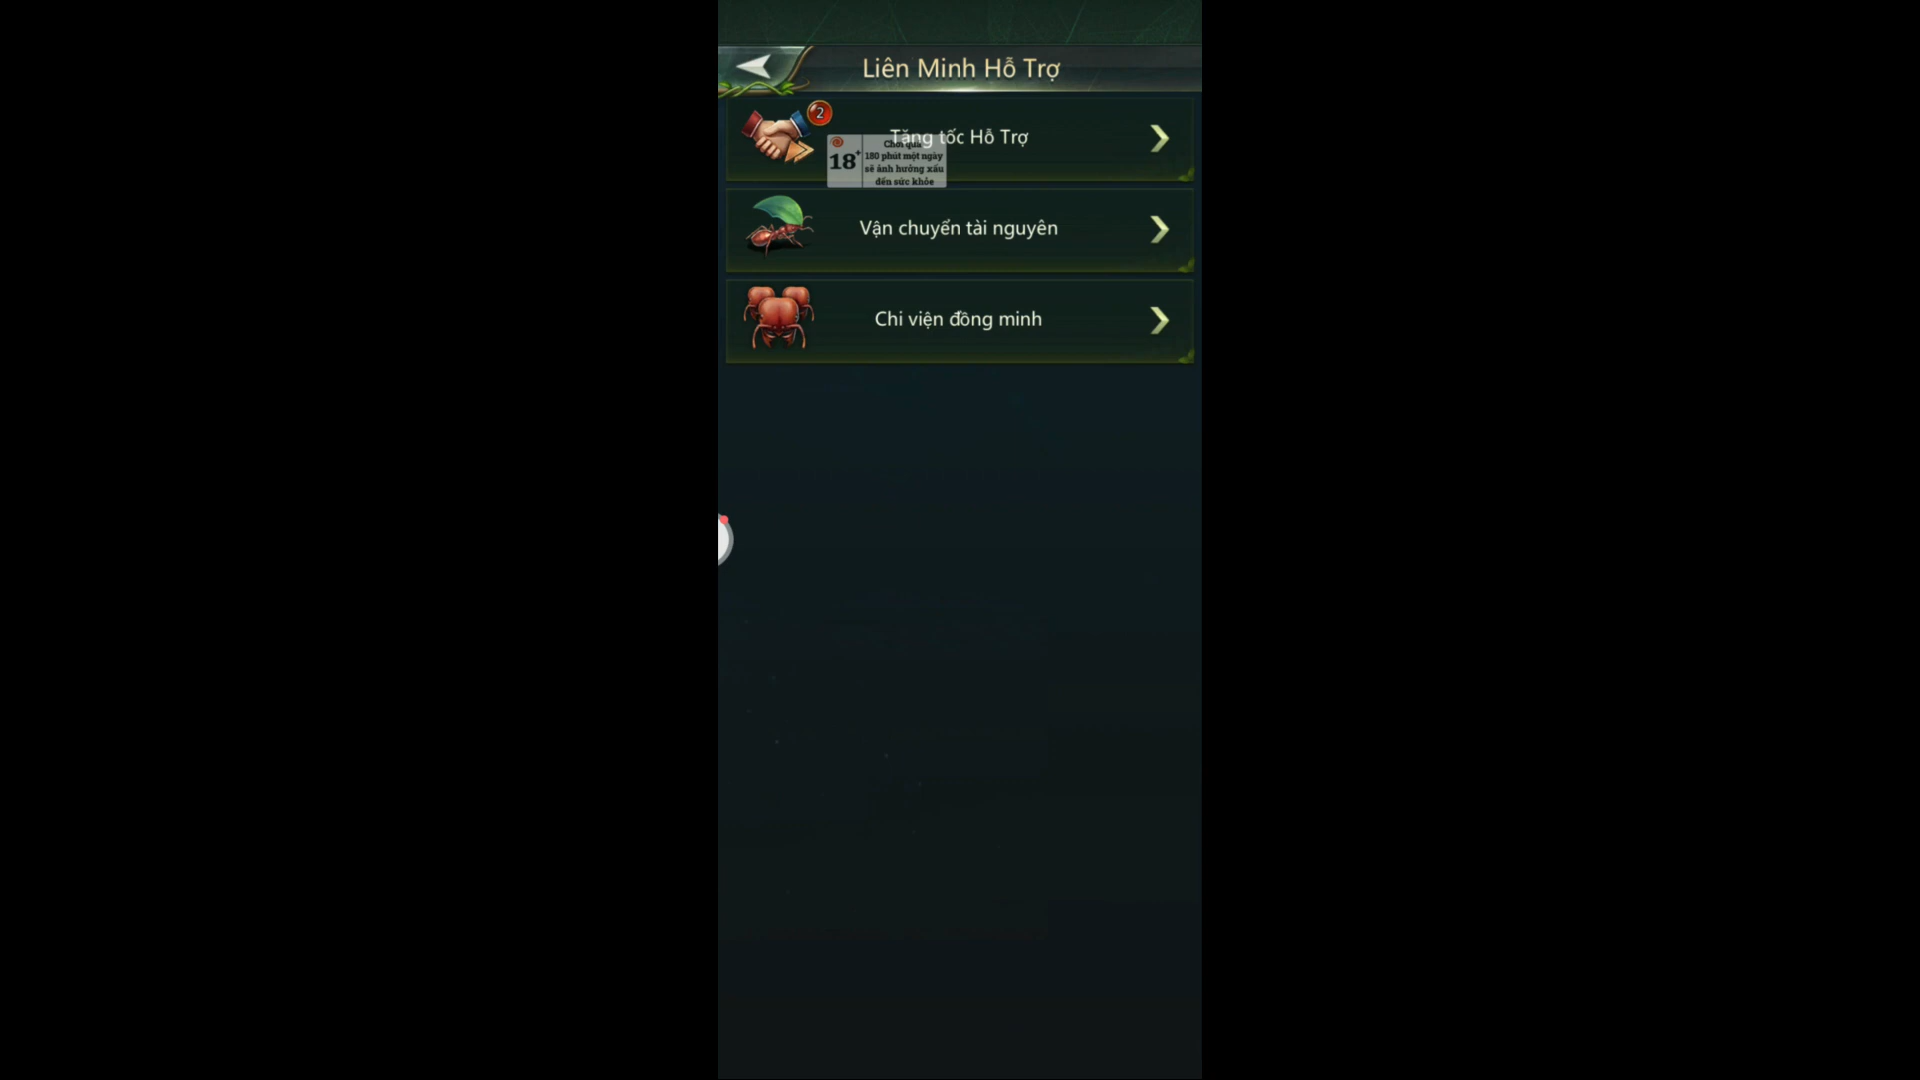 Liên Minh Hỗ Trợ
2
Tăng tốc Hỗ Trợ
18+
Chơi quá
180 phút một ngày
sẽ ảnh hưởng xấu
đến sức khỏe
Vận chuyển tài nguyên
Chi viện đồng minh